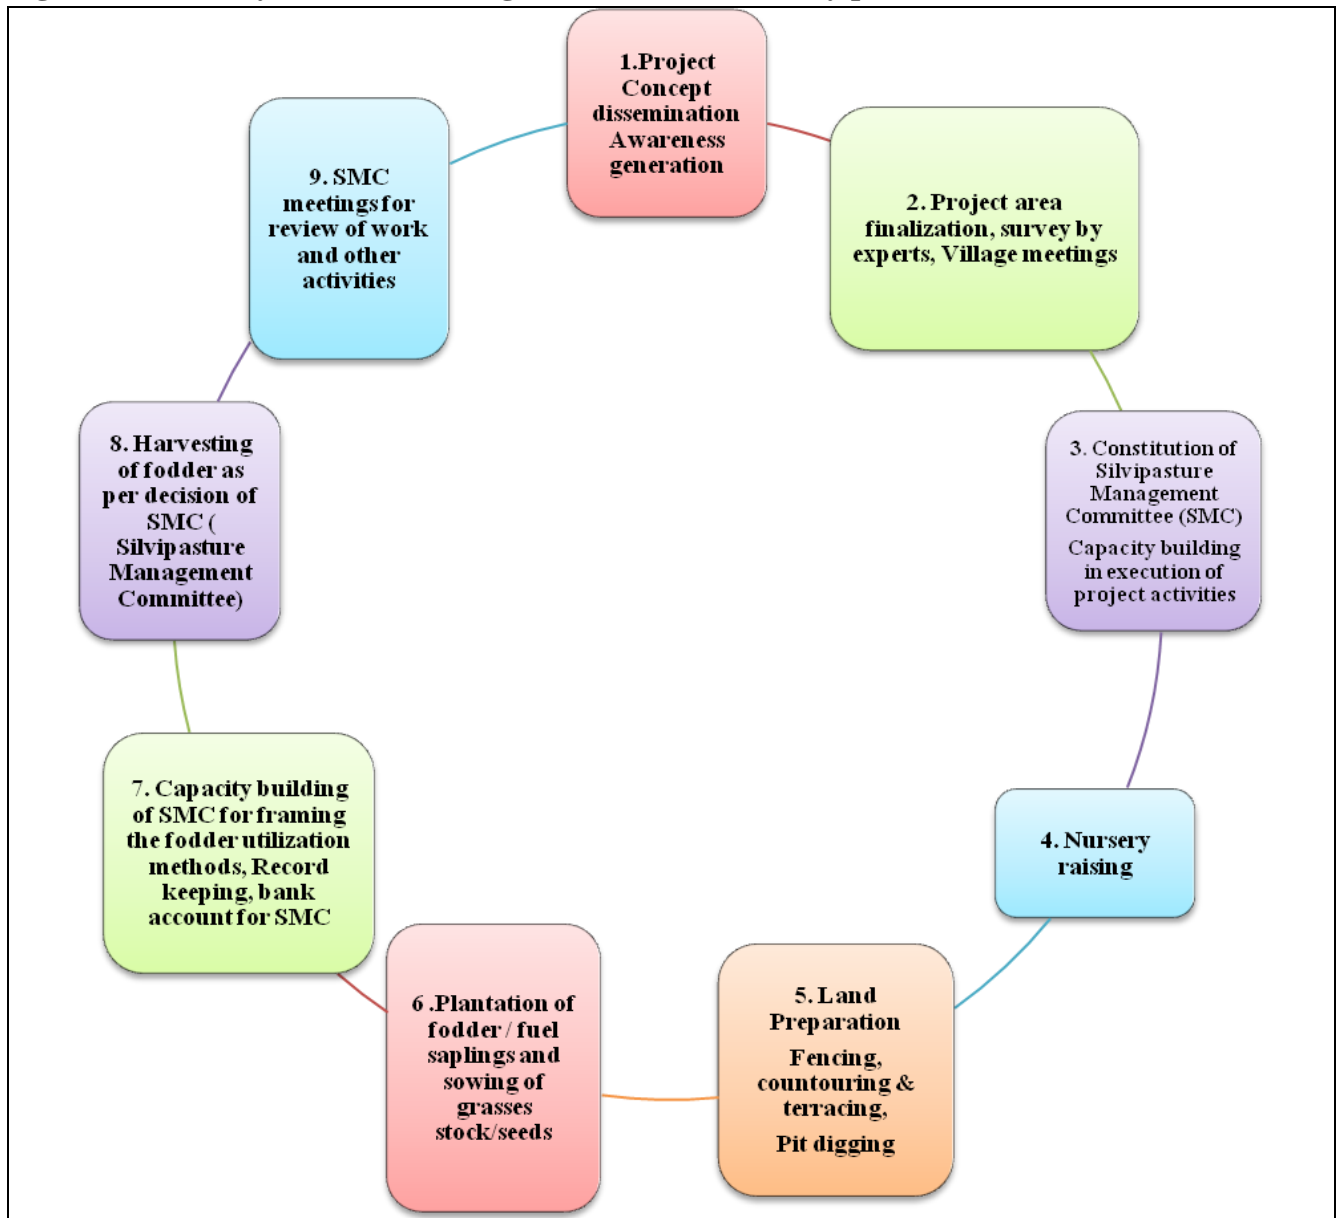 1.Project
Concept
dissemination
Awareness
generation
2. Project area
finalization, survey by
experts, Village meetings
3. Constitution of
Silvipasture
Management
Committee (SMC)
Capacity building
in execution of
project activities
4. Nursery
raising
5. Land
Preparation
Fencing,
countouring &
terracing,
Pit digging
6 .Plantation of
fodder / fuel
saplings and
sowing of
grasses
stock/seeds
7. Capacity building
of SMC for framing
the fodder utilization
methods, Record
keeping, bank
account for SMC
8. Harvesting
of fodder as
per decision of
SMC (
Silvipasture
Management
Committee)
9. SMC
meetings for
review of work
and other
activities